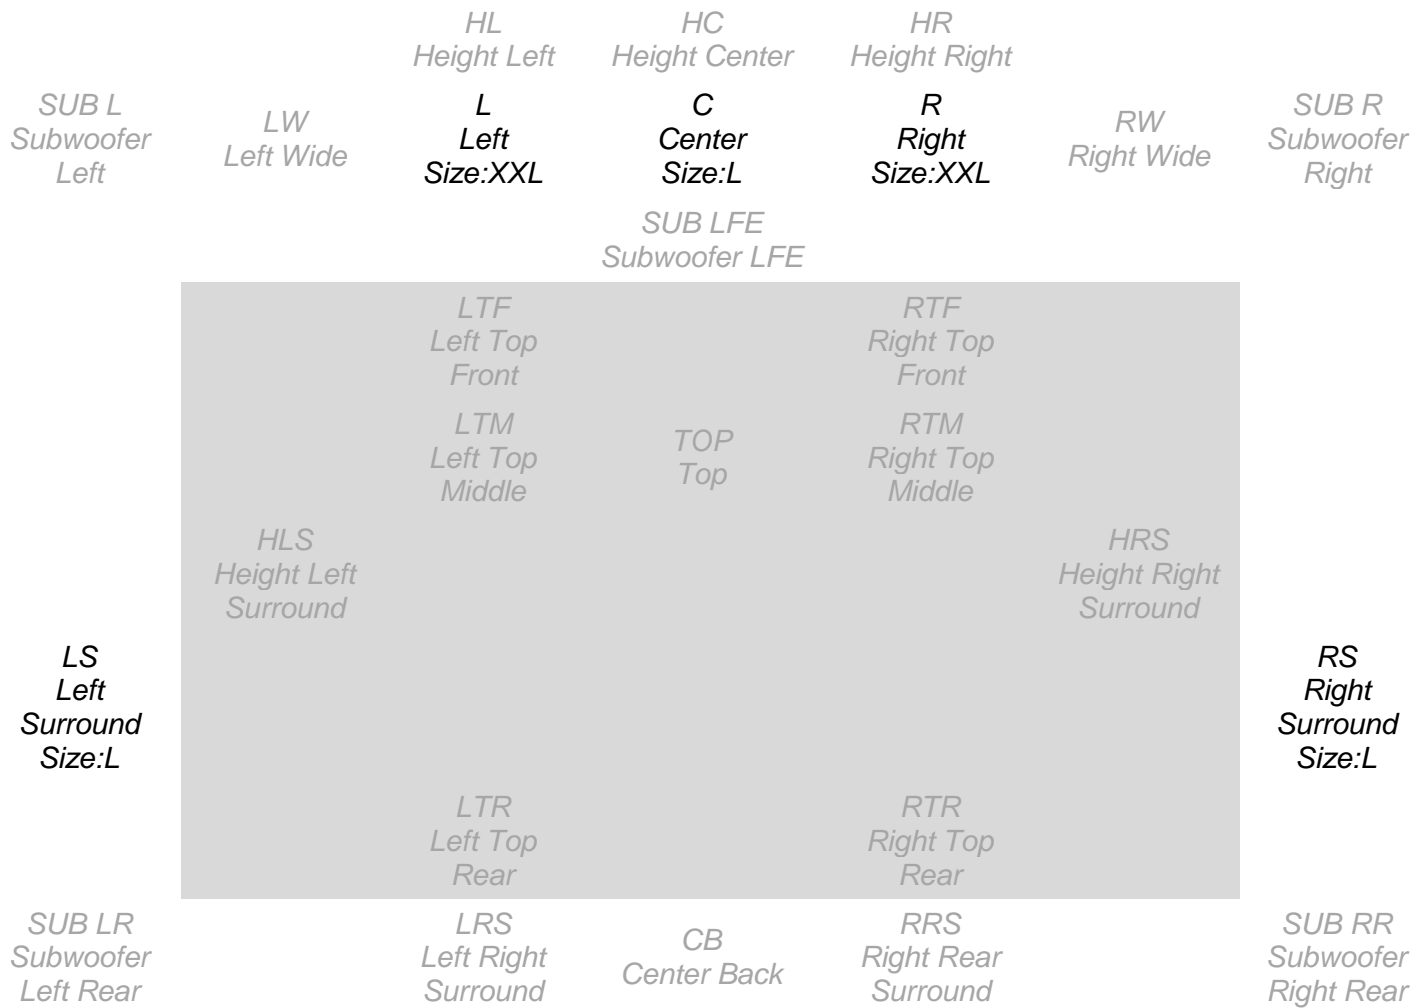 HL
Height Left
HC
Height Center
HR
Height Right
SUB L
Subwoofer
Left
LW
Left Wide
L
Left
Size:XXL
C
Center
Size:L
R
Right
Size:XXL
RW
Right Wide
SUB R
Subwoofer
Right
SUB LFE
Subwoofer LFE
LTF
Left Top
Front
RTF
Right Top
Front
LTM
Left Top
Middle
TOP
Top
RTM
Right Top
Middle
HLS
Height Left
Surround
HRS
Height Right
Surround
LS
Left
Surround
Size:L
RS
Right
Surround
Size:L
LTR
Left Top
Rear
RTR
Right Top
Rear
SUB LR
Subwoofer
Left Rear
LRS
Left Right
Surround
CB
Center Back
RRS
Right Rear
Surround
SUB RR
Subwoofer
Right Rear